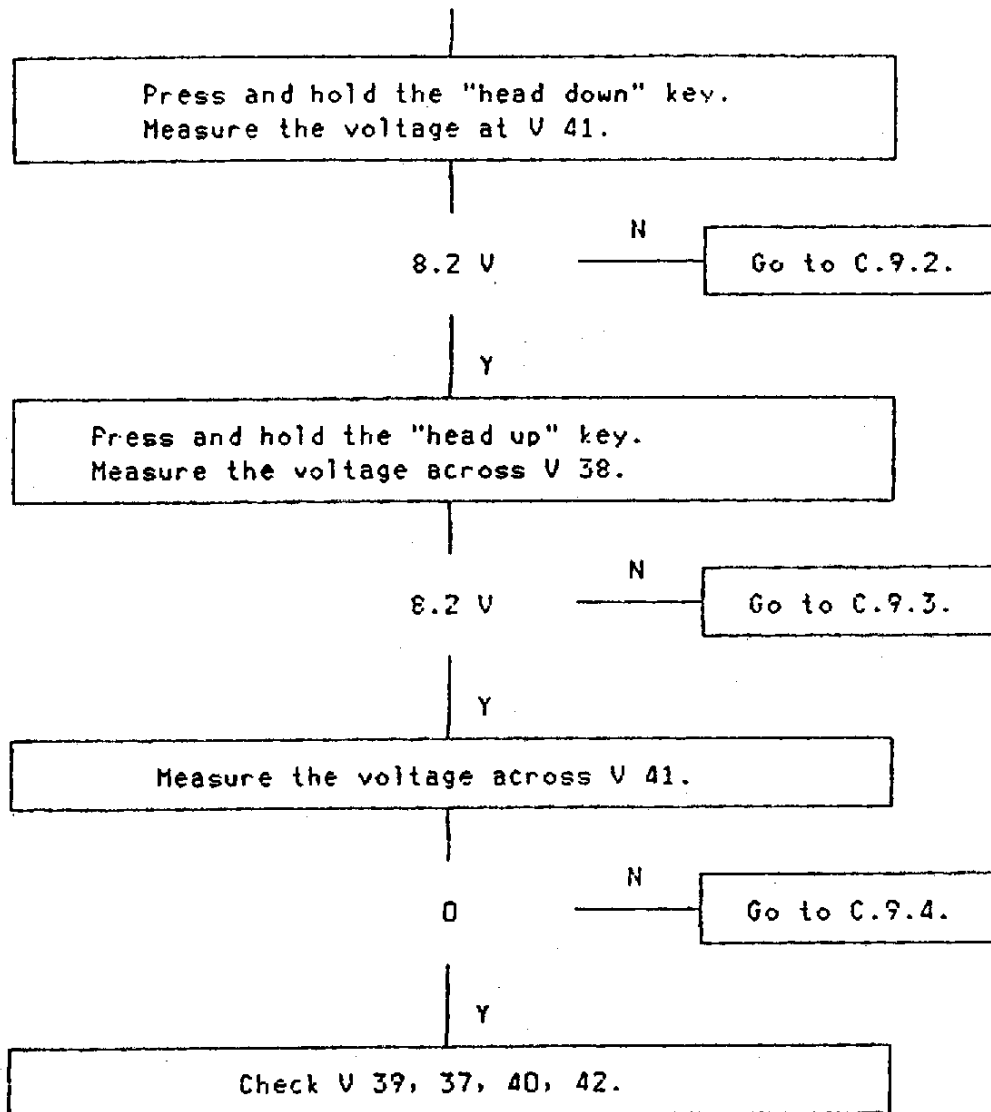 Press and hold the "head down" key.
Measure the voltage at V 41.
N
8.2 V
Go to C.9.2.
Y
Press and hold the "head up" key.
Measure the voltage across V 38.
N
8.2 V
Go to C.9.3.
Y
Measure the voltage across V 41.
N
0
Go to C.9.4.
Y
Check V 39, 37, 40, 42.